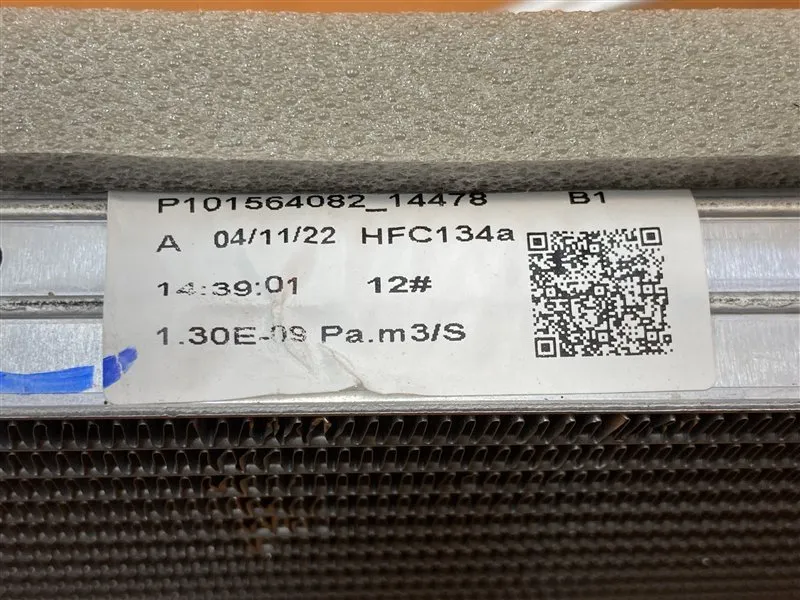 P101564082_14478 B1
A 04/11/22 HFC134a
14:39:01 12#
1.30E-09 Pa.m3/S